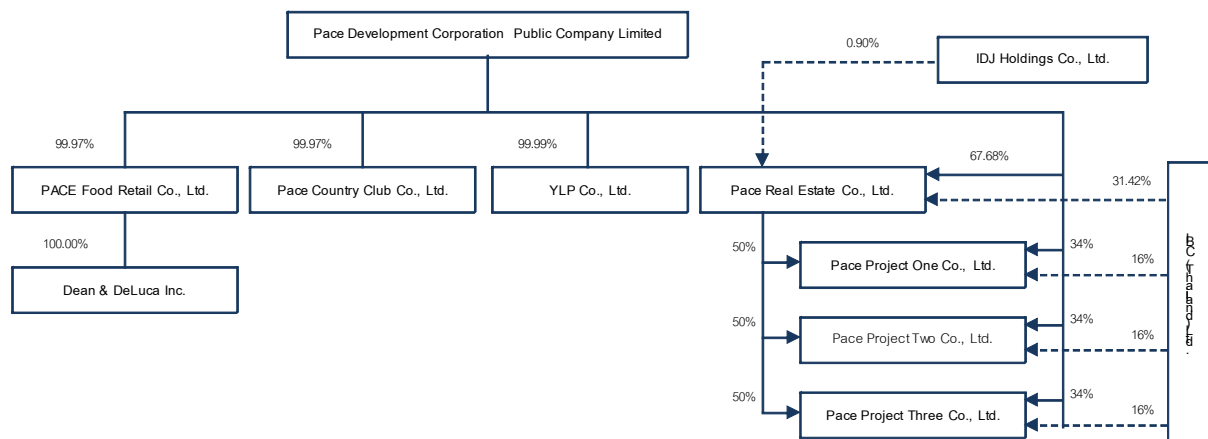 Pace Development Corporation Public Company Limited
0.90%
IDJ Holdings Co., Ltd.
99.97%
99.97%
99.99%
67.68%
PACE Food Retail Co., Ltd.
Pace Country Club Co., Ltd.
YLP Co., Ltd.
Pace Real Estate Co., Ltd.
31.42%
100.00%
50%
34%
Dean & DeLuca Inc.
Pace Project One Co., Ltd.
16%
50%
34%
Pace Project Two Co., Ltd.
16%
50%
34%
Pace Project Three Co., Ltd.
16%